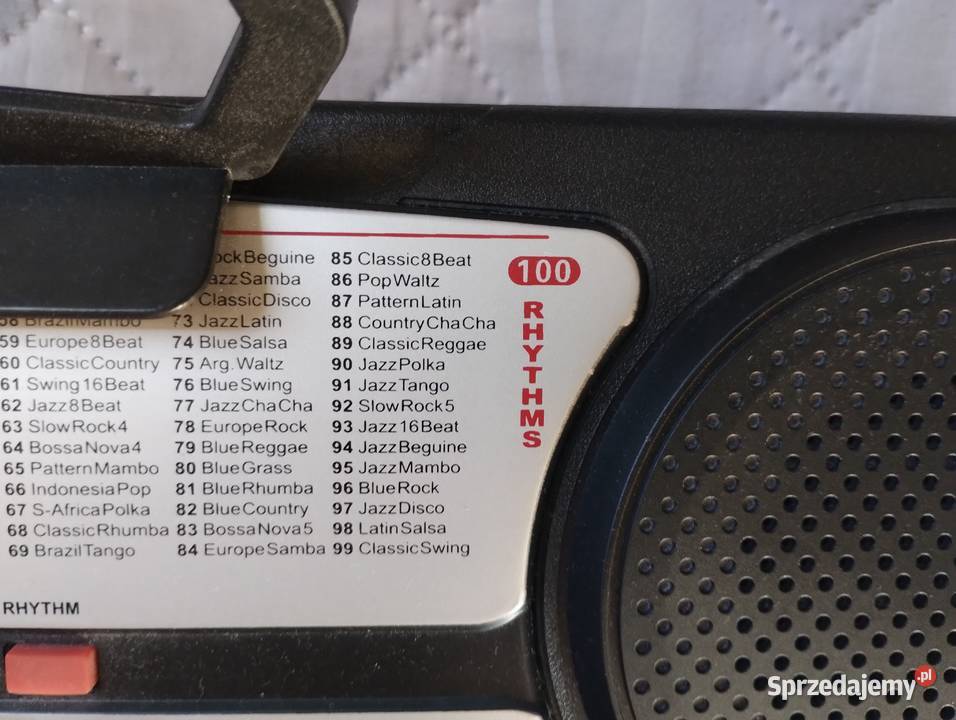 ockBeguine 85 Classic8Beat
azzSamba 86 PopWaltz
ClassicDisco 87 PatternLatin
58 BrazilMambo 73 JazzLatin 88 CountryChaCha
59 Europe8Beat 74 BlueSalsa 89 ClassicReggae
60 ClassicCountry 75 Arg.Waltz 90 JazzPolka
61 Swing16Beat 76 BlueSwing 91 JazzTango
62 Jazz8Beat 77 JazzChaCha 92 SlowRock5
63 SlowRock4 78 EuropeRock 93 Jazz16Beat
64 BossaNova4 79 BlueReggae 94 JazzBeguine
65 PatternMambo 80 BlueGrass 95 JazzMambo
66 IndonesiaPop 81 BlueRhumba 96 BlueRock
67 S-AfricaPolka 82 BlueCountry 97 JazzDisco
68 ClassicRhumba 83 BossaNova5 98 LatinSalsa
69 BrazilTango 84 EuropeSamba 99 ClassicSwing
100
RHYTHMS
RHYTHM
Sprzedajemy.pl